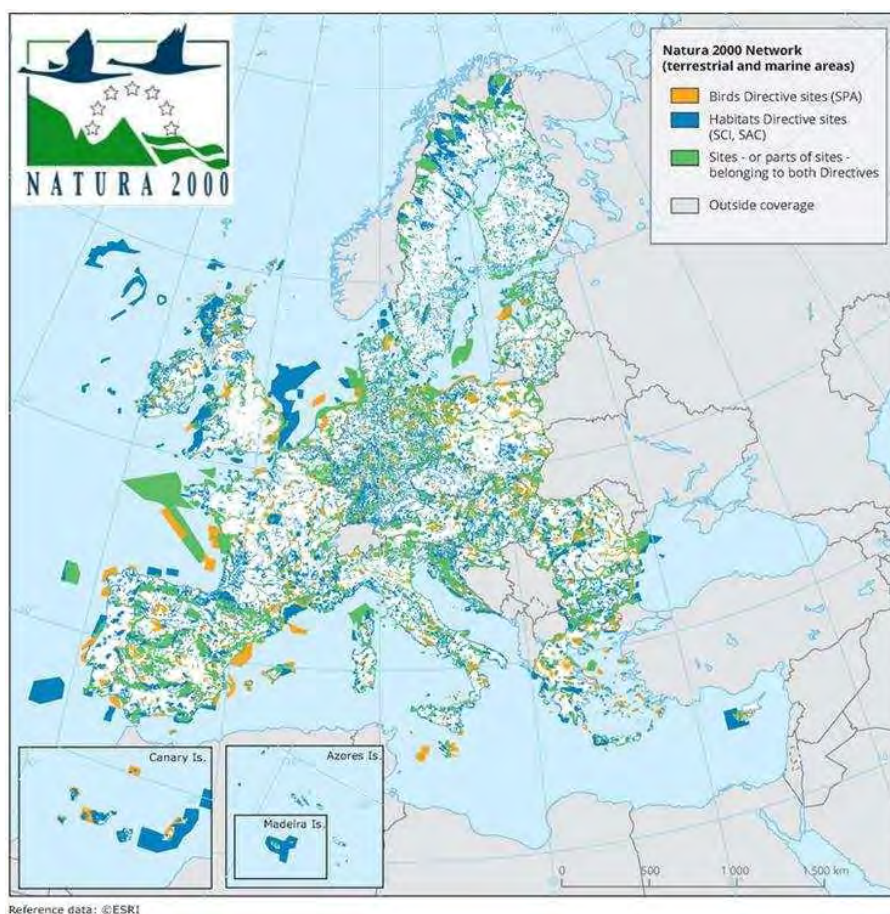 NATURA 2000
Natura 2000 Network
(terrestrial and marine areas)
Birds Directive sites (SPA)
Habitats Directive sites
(SCI, SAC)
Sites - or parts of sites -
belonging to both Directives
Outside coverage
Canary Is.
Azores Is.
Madeira Is.
0 500 1 000 1 500 km
Reference data: ©ESRI